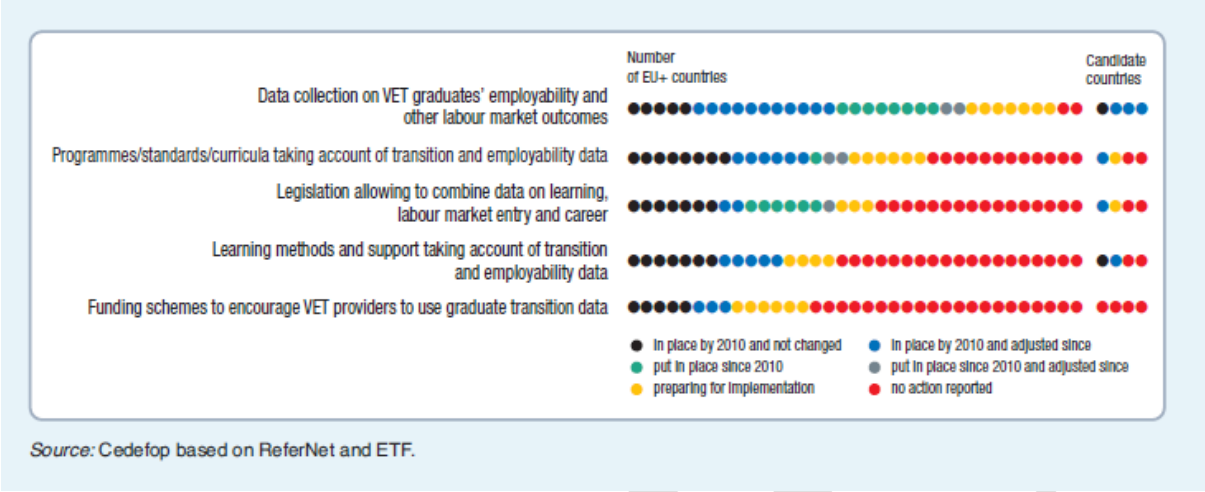 Number
of EU+ countries
Candidate
countries
Data collection on VET graduates’ employability and
other labour market outcomes
Programmes/standards/curricula taking account of transition and employability data
Legislation allowing to combine data on learning,
labour market entry and career
Learning methods and support taking account of transition
and employability data
Funding schemes to encourage VET providers to use graduate transition data
In place by 2010 and not changed
In place by 2010 and adjusted since
put in place since 2010
put in place since 2010 and adjusted since
preparing for implementation
no action reported
Source: Cedefop based on ReferNet and ETF.